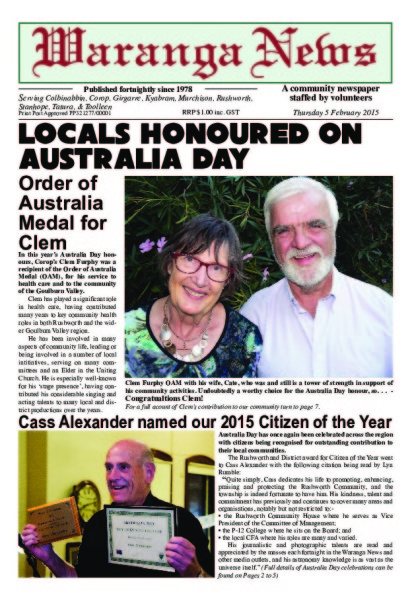 Waranga News
Published fortnightly since 1978
Serving Colbinabbin, Corop, Girgarre, Kyabram, Murchison, Rushworth,
Stanhope, Tatura, & Toolleen
Print Post Approved PP321277/00001
RRP$1.00 inc. GST
A community newspaper
staffed by volunteers
Thursday 5 February 2015
LOCALS HONOURED ON
AUSTRALIA DAY
Order of
Australia
Medal for
Clem
In this year's Australia Day hon-
ours, Corop's Clem Furphy was a
recipient of the Order of Australia
Medal (OAM), for his service to
health care and to the community
of the Goulburn Valley.
Clem has played a significant role
in health care, having contributed
many years to key community health
roles in both Rushworth and the wid-
er Goulburn Valley region.
He has been involved in many
aspects of community life, leading or
being involved in a number of local
initiatives, serving on many com-
mittees and an Elder in the Uniting
Church. He is especially well-known
for his 'stage presence', having con-
tributed his considerable singing and
acting talents to many local and dis-
trict productions over the years.
Clem Furphy OAM with his wife, Cate, who was and still is a tower of strength in support of
his community activities. Undoubtedly a worthy choice for the Australia Day honour, so. . . -
Congratualtions Clem!
For a full account of Clem's contribution to our community turn to page 7.
Cass Alexander named our 2015 Citizen of the Year
Australia Day has once again been celebrated across the region
with citizens being recognised for outstanding contribution to
their local communities.
The Rushworth and District award for Citizen of the Year went
to Cass Alexander with the following citation being read by Lyn
Rumble:
"Quite simply, Cass dedicates his life to promoting, enhancing,
praising and protecting the Rushworth Community, and the
township is indeed fortunate to have him. His kindness, talent and
commitment has previously and continues to cover many areas and
organisations, notably but not restricted to:-
• the Rushworth Community House where he serves as Vice
President of the Committee of Management;
• the P-12 College where he sits on the Board; and
• the local CFA where his roles are many and varied.
His journalistic and photographic talents are read and
appreciated by the masses each fortnight in the Waranga News and
other media outlets, and his astronomy knowledge is as vast as the
universe itself." (Full details of Australia Day celebrations can be
found on Pages 2 to 5)